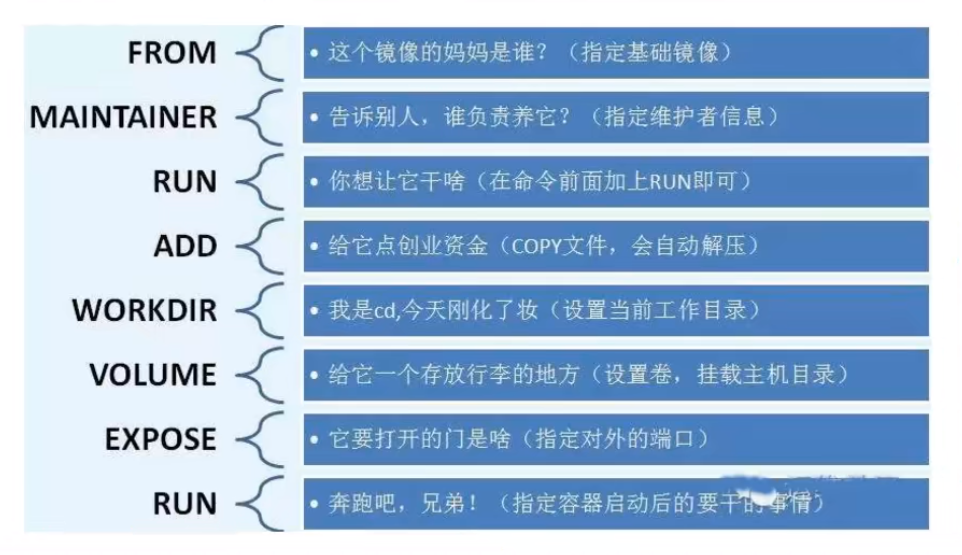 FROM
• 这个镜像的妈妈是谁？（指定基础镜像）
MAINTAINER
• 告诉别人，谁负责养它？（指定维护者信息）
RUN
• 你想让它干啥（在命令前面加上RUN即可）
ADD
• 给它点创业资金（COPY文件，会自动解压）
WORKDIR
• 我是cd,今天刚化了妆（设置当前工作目录）
VOLUME
• 给它一个存放行李的地方（设置卷，挂载主机目录）
EXPOSE
• 它要打开的门是啥（指定对外的端口）
RUN
• 奔跑吧，兄弟！（指定容器启动后的要干的事情）